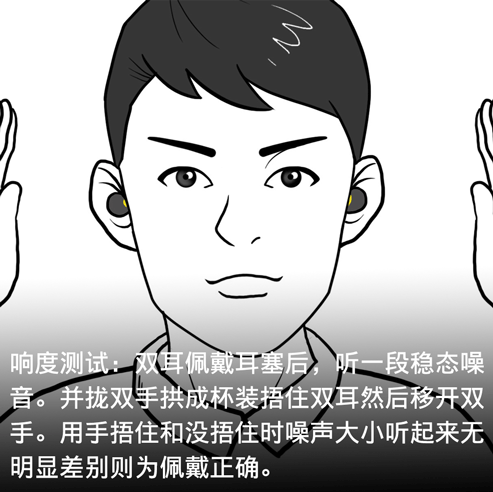 响度测试：双耳佩戴耳塞后，听一段稳态噪
音。并拢双手拱成杯装捂住双耳然后移开双
手。用手捂住和没捂住时噪声大小听起来无
明显差别则为佩戴正确。